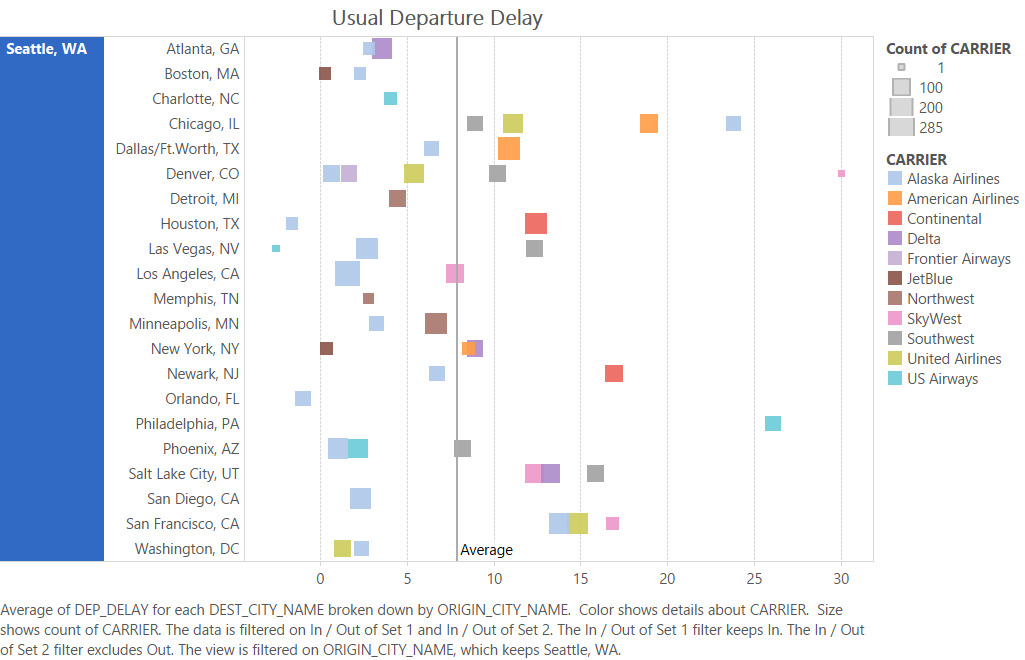 Usual Departure Delay
Seattle, WA
Atlanta, GA
Boston, MA
Charlotte, NC
Chicago, IL
Dallas/Ft.Worth, TX
Denver, CO
Detroit, MI
Houston, TX
Las Vegas, NV
Los Angeles, CA
Memphis, TN
Minneapolis, MN
New York, NY
Newark, NJ
Orlando, FL
Philadelphia, PA
Phoenix, AZ
Salt Lake City, UT
San Diego, CA
San Francisco, CA
Washington, DC
Average
0 5 10 15 20 25 30
Count of CARRIER
1
100
200
285
CARRIER
Alaska Airlines
American Airlines
Continental
Delta
Frontier Airways
JetBlue
Northwest
SkyWest
Southwest
United Airlines
US Airways
Average of DEP_DELAY for each DEST_CITY_NAME broken down by ORIGIN_CITY_NAME.  Color shows details about CARRIER.  Size
shows count of CARRIER. The data is filtered on In / Out of Set 1 and In / Out of Set 2. The In / Out of Set 1 filter keeps In. The In / Out
of Set 2 filter excludes Out. The view is filtered on ORIGIN_CITY_NAME, which keeps Seattle, WA.